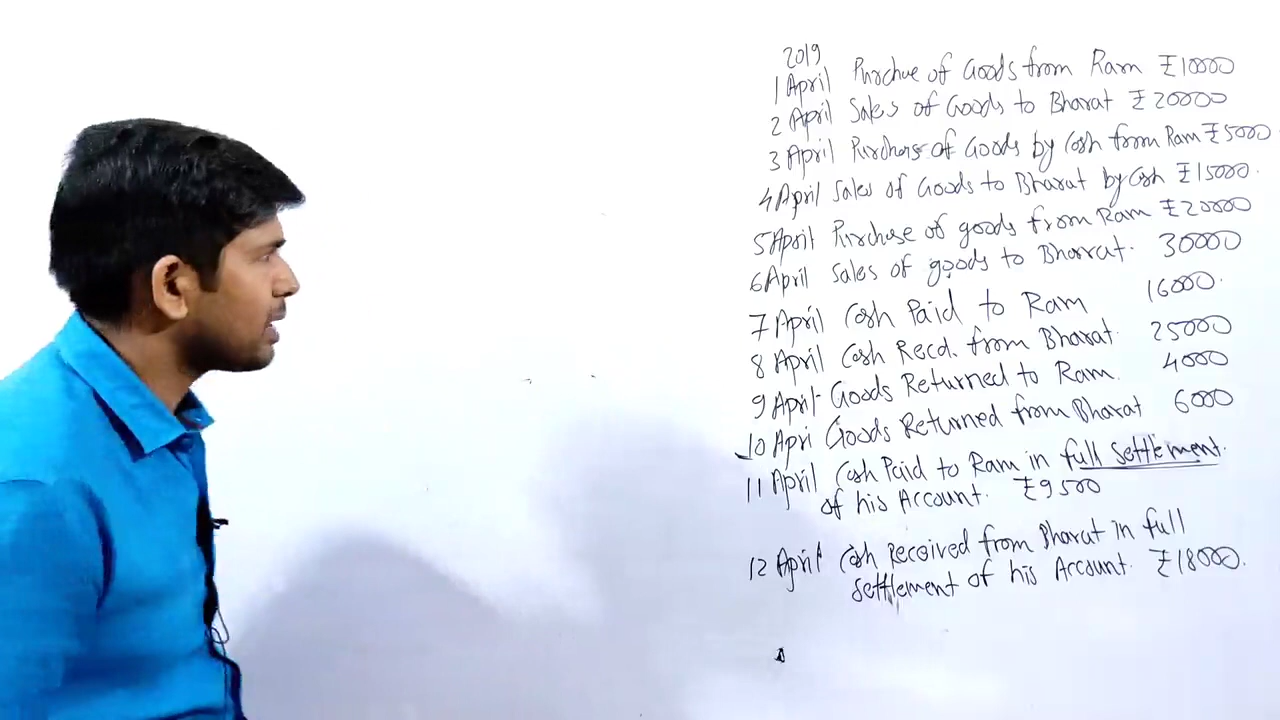 2019
1 April Purchue of Goods from Ram ₹10000
2 April Sales of Goods to Bharat ₹20000
3 April Purchase of Goods by Cash from Ram ₹5000
4 April Sales of Goods to Bharat by Cash ₹15000.
5 April Purchase of goods from Ram ₹20000
6 April Sales of goods to Bharrat. 30000
7 April Cash Paid to Ram 16000.
8 April Cash Recd. from Bharat. 25000
9 April Goods Returned to Ram. 4000
10 Apri Goods Returned from Bharat 6000
11 April Cash Paid to Ram in full Settlement.
of his Account. ₹9500
12 April Cash Received from Bharat in full
Settlement of his Account. ₹18000.